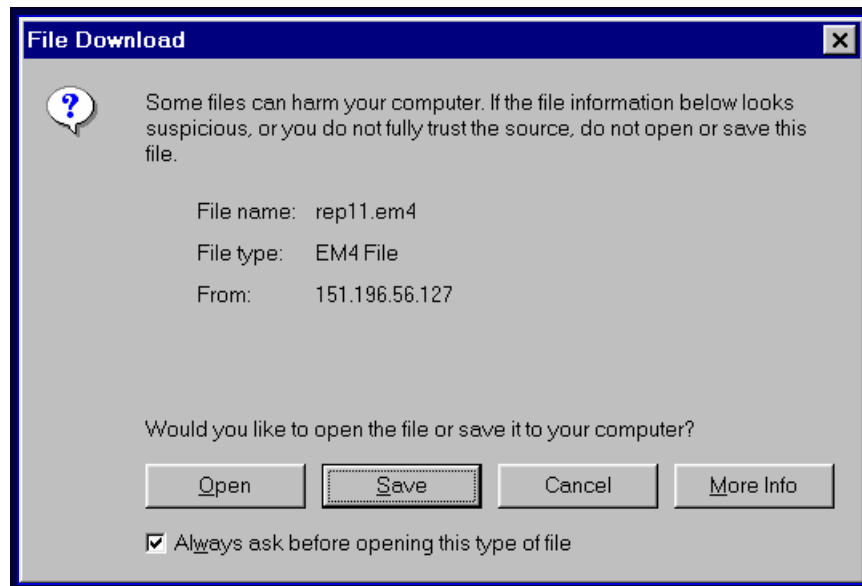 File Download
Some files can harm your computer. If the file information below looks
suspicious, or you do not fully trust the source, do not open or save this
file.
File name: rep11.em4
File type: EM4 File
From: 151.196.56.127
Would you like to open the file or save it to your computer?
Open Save Cancel More Info
Always ask before opening this type of file